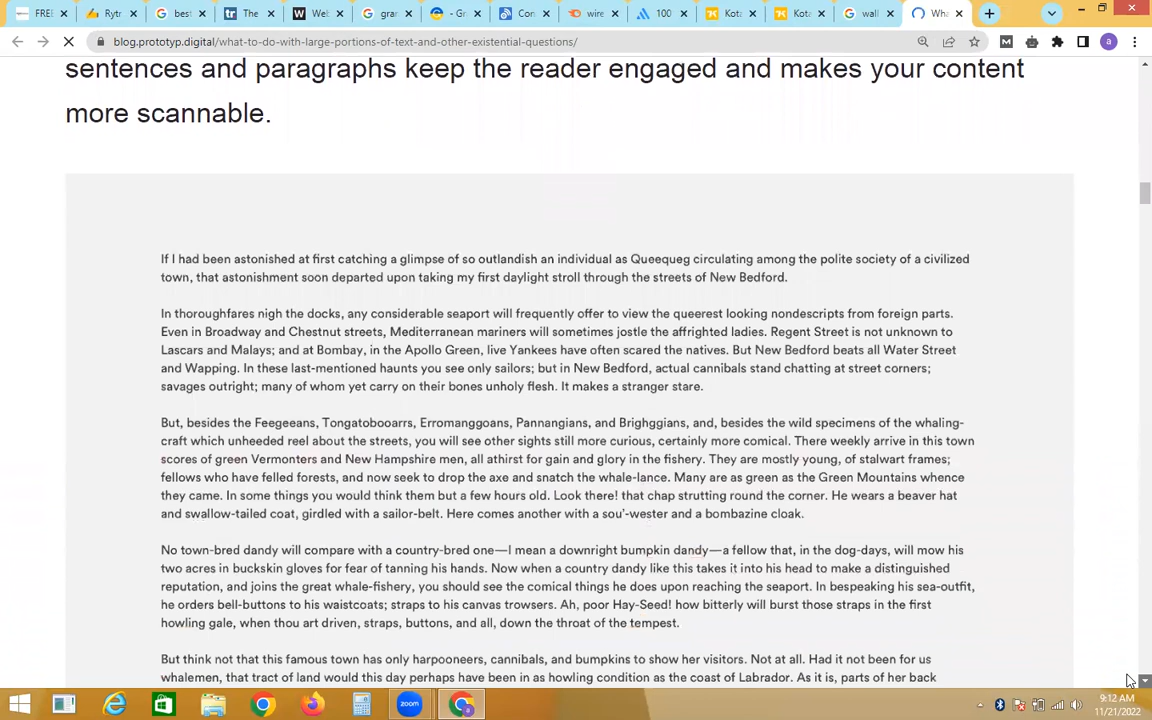 FREE
Rytr
best
The
Wel
grar
- Gr
Con
wire
100
Kota
Kota
wall
Wha
blog.prototyp.digital/what-to-do-with-large-portions-of-text-and-other-existential-questions/
sentences and paragraphs keep the reader engaged and makes your content
more scannable.
If I had been astonished at first catching a glimpse of so outlandish an individual as Queequeg circulating among the polite society of a civilized
town, that astonishment soon departed upon taking my first daylight stroll through the streets of New Bedford.
In thoroughfares nigh the docks, any considerable seaport will frequently offer to view the queerest looking nondescripts from foreign parts.
Even in Broadway and Chestnut streets, Mediterranean mariners will sometimes jostle the affrighted ladies. Regent Street is not unknown to
Lascars and Malays; and at Bombay, in the Apollo Green, live Yankees have often scared the natives. But New Bedford beats all Water Street
and Wapping. In these last-mentioned haunts you see only sailors; but in New Bedford, actual cannibals stand chatting at street corners;
savages outright; many of whom yet carry on their bones unholy flesh. It makes a stranger stare.
But, besides the Feegeeans, Tongatobooarrs, Erromanggoans, Pannangians, and Brighggians, and, besides the wild specimens of the whaling-
craft which unheeded reel about the streets, you will see other sights still more curious, certainly more comical. There weekly arrive in this town
scores of green Vermonters and New Hampshire men, all athirst for gain and glory in the fishery. They are mostly young, of stalwart frames;
fellows who have felled forests, and now seek to drop the axe and snatch the whale-lance. Many are as green as the Green Mountains whence
they came. In some things you would think them but a few hours old. Look there! that chap strutting round the corner. He wears a beaver hat
and swallow-tailed coat, girdled with a sailor-belt. Here comes another with a sou'-wester and a bombazine cloak.
No town-bred dandy will compare with a country-bred one—I mean a downright bumpkin dandy—a fellow that, in the dog-days, will mow his
two acres in buckskin gloves for fear of tanning his hands. Now when a country dandy like this takes it into his head to make a distinguished
reputation, and joins the great whale-fishery, you should see the comical things he does upon reaching the seaport. In bespeaking his sea-outfit,
he orders bell-buttons to his waistcoats; straps to his canvas trowsers. Ah, poor Hay-Seed! how bitterly will burst those straps in the first
howling gale, when thou art driven, straps, buttons, and all, down the throat of the tempest.
But think not that this famous town has only harpooneers, cannibals, and bumpkins to show her visitors. Not at all. Had it not been for us
whalemen, that tract of land would this day perhaps have been in as howling condition as the coast of Labrador. As it is, parts of her back
zoom
9:12 AM
11/21/2022